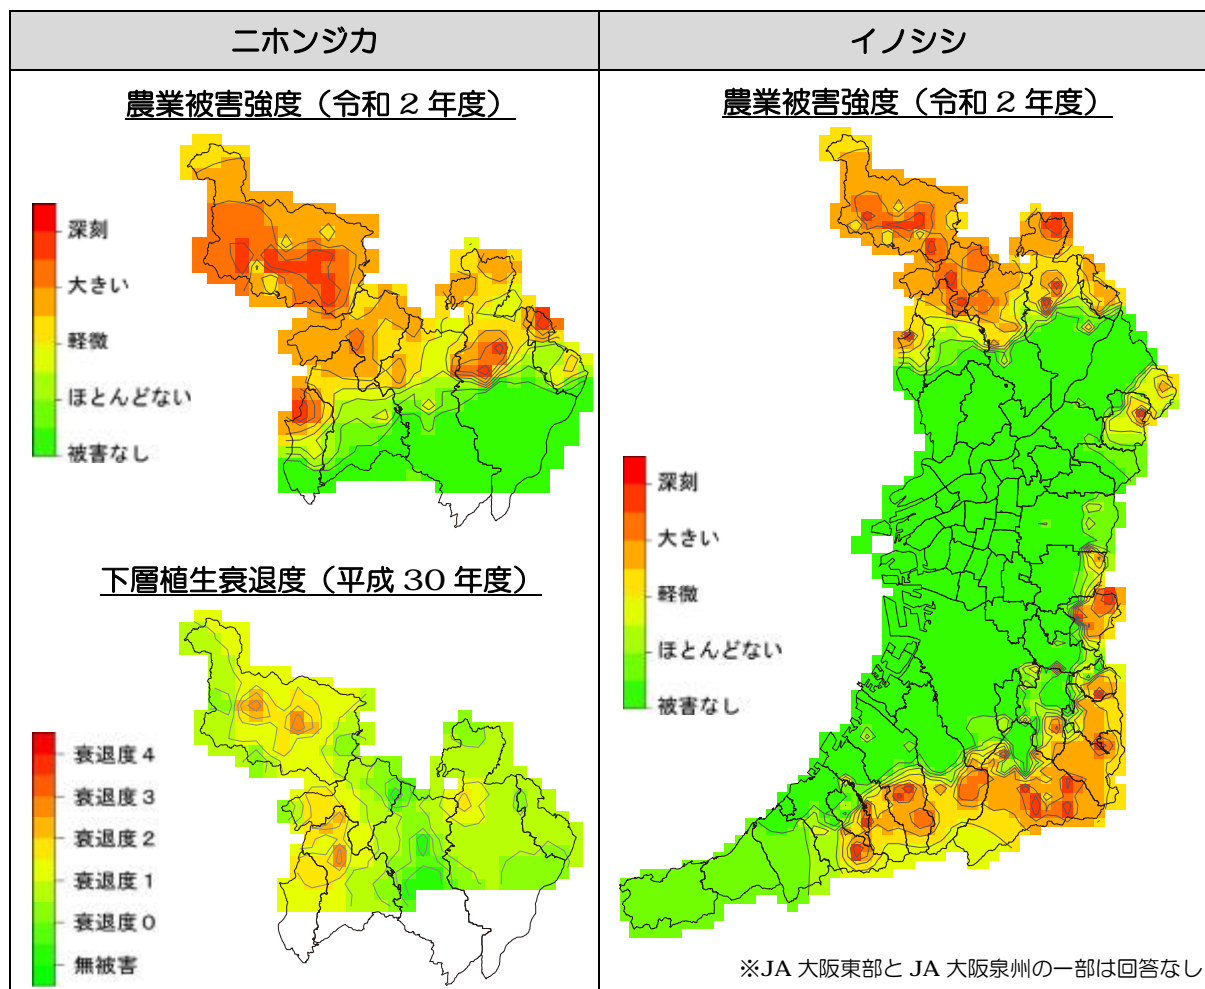 ニホンジカ
イノシシ
農業被害強度（令和 2 年度）
深刻
大きい
軽微
ほとんどない
被害なし
下層植生衰退度（平成 30 年度）
衰退度 4
衰退度 3
衰退度 2
衰退度 1
衰退度 0
無被害
農業被害強度（令和 2 年度）
深刻
大きい
軽微
ほとんどない
被害なし
※JA 大阪東部と JA 大阪泉州の一部は回答なし